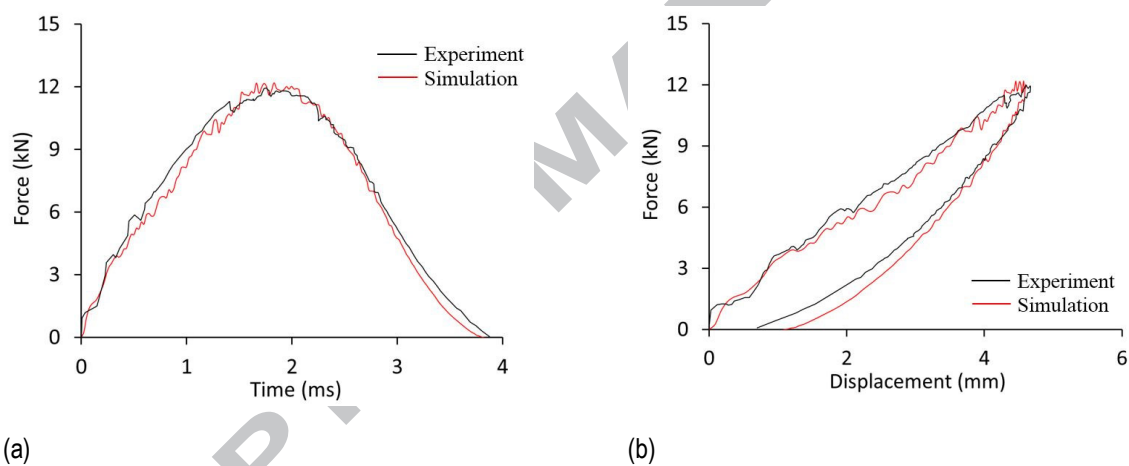 15
12
9
6
3
0
Force (kN)
Experiment
Simulation
0 1 2 3 4
Time (ms)
(a)
15
12
9
6
3
0
Force (kN)
Experiment
Simulation
0 2 4 6
Displacement (mm)
(b)